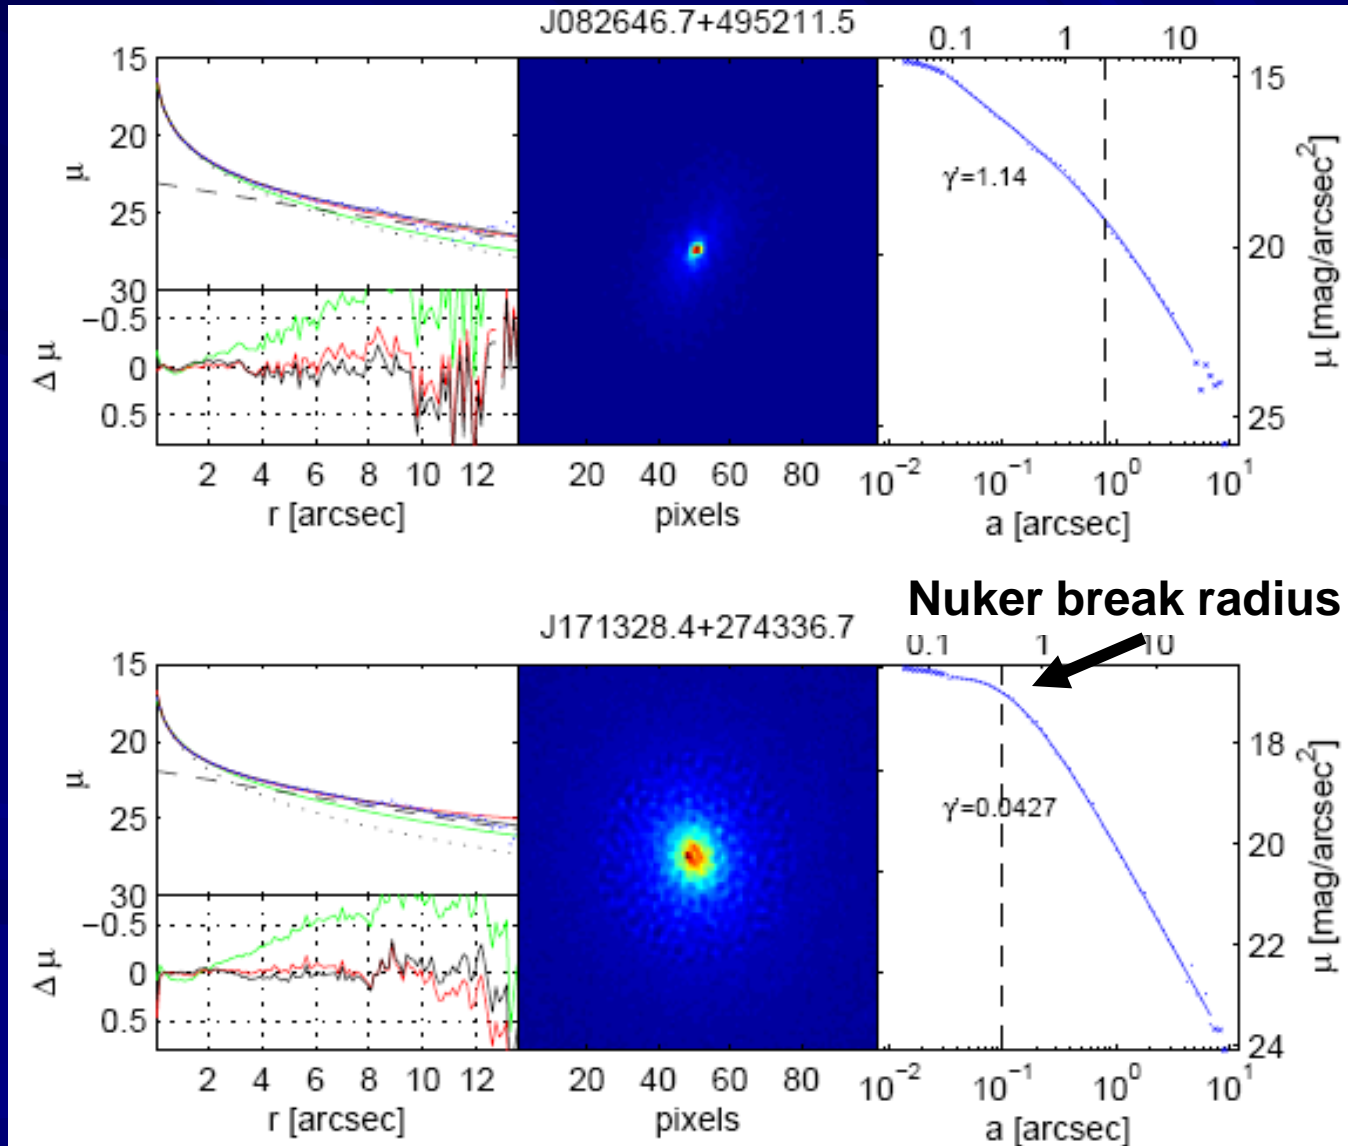 J082646.7+495211.5
0.1 1 10
15
20
25
30
μ
−0.5
0
0.5
Δ μ
2 4 6 8 10 12
r [arcsec]
20 40 60 80
pixels
γ'=1.14
15
20
25
μ [mag/arcsec²]
10⁻² 10⁻¹ 10⁰ 10¹
a [arcsec]
Nuker break radius
J171328.4+274336.7
0.1 1 10
15
20
25
30
μ
−0.5
0
0.5
Δ μ
2 4 6 8 10 12
r [arcsec]
20 40 60 80
pixels
γ'=0.0427
18
20
22
24
μ [mag/arcsec²]
10⁻² 10⁻¹ 10⁰ 10¹
a [arcsec]